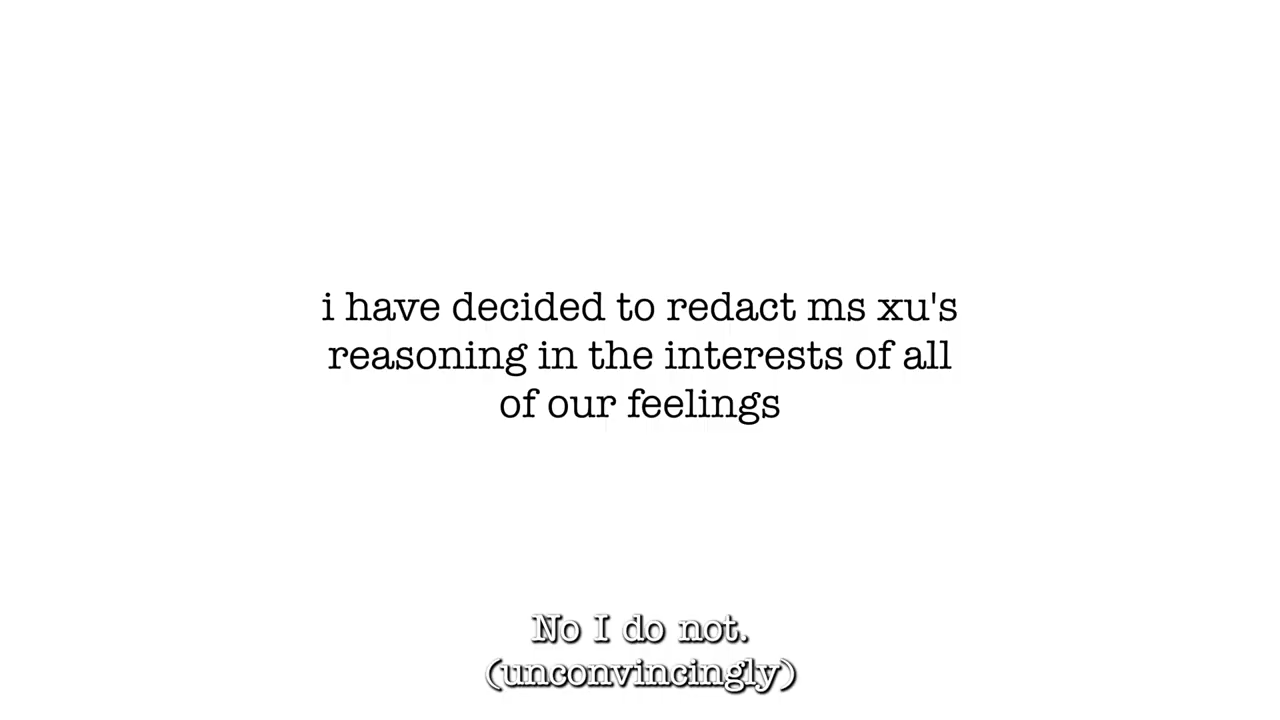 i have decided to redact ms xu's
reasoning in the interests of all
of our feelings
No I do not.
(unconvincingly)